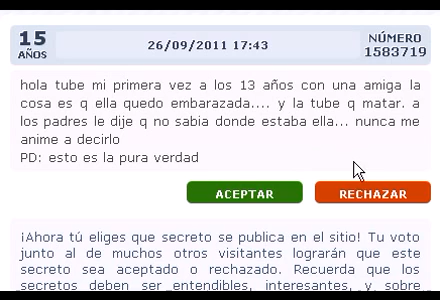 15
AÑOS
26/09/2011 17:43
NÚMERO
1583719
hola tube mi primera vez a los 13 años con una amiga la
cosa es q ella quedo embarazada.... y la tube q matar. a
los padres le dije q no sabia donde estaba ella... nunca me
anime a decirlo
PD: esto es la pura verdad
ACEPTAR
RECHAZAR
¡Ahora tú eliges que secreto se publica en el sitio! Tu voto
junto al de muchos otros visitantes lograrán que este
secreto sea aceptado o rechazado. Recuerda que los
secretos deben ser entendibles, interesantes, y sobre